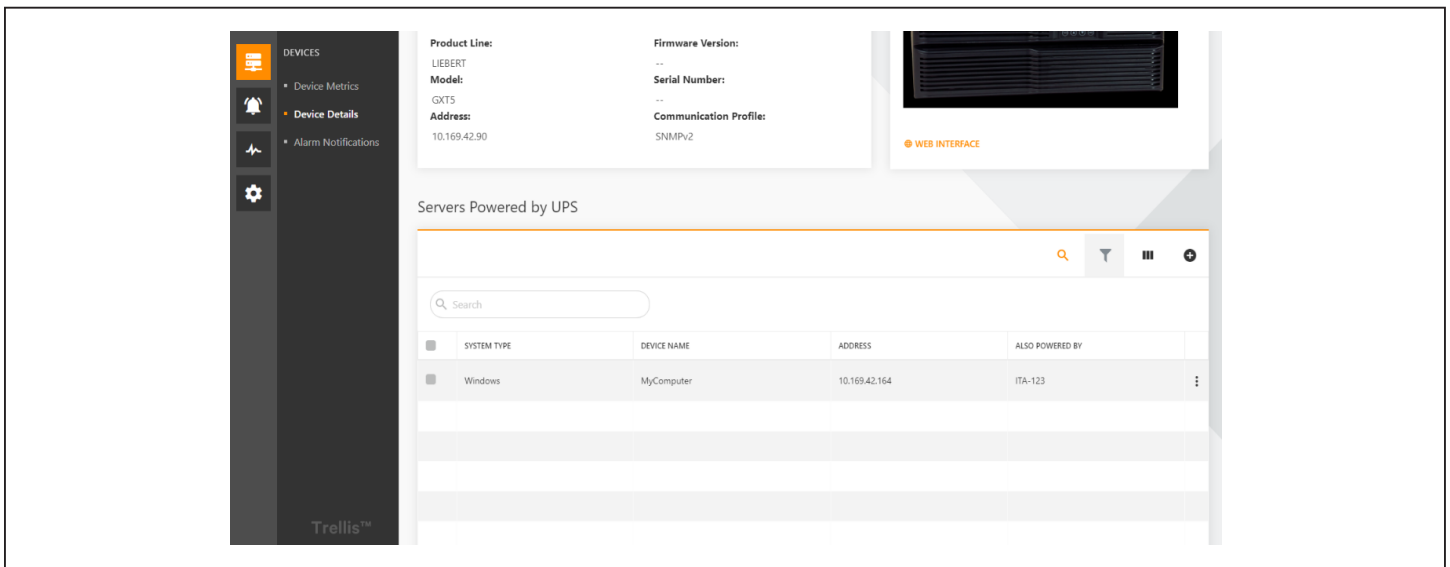 DEVICES
Device Metrics
Device Details
Alarm Notifications
Trellis™
Product Line: Firmware Version:
LIEBERT --
Model: Serial Number:
GXT5 --
Address: Communication Profile:
10.169.42.90 SNMPv2
WEB INTERFACE
Servers Powered by UPS
Search
SYSTEM TYPE DEVICE NAME ADDRESS ALSO POWERED BY
Windows MyComputer 10.169.42.164 ITA-123